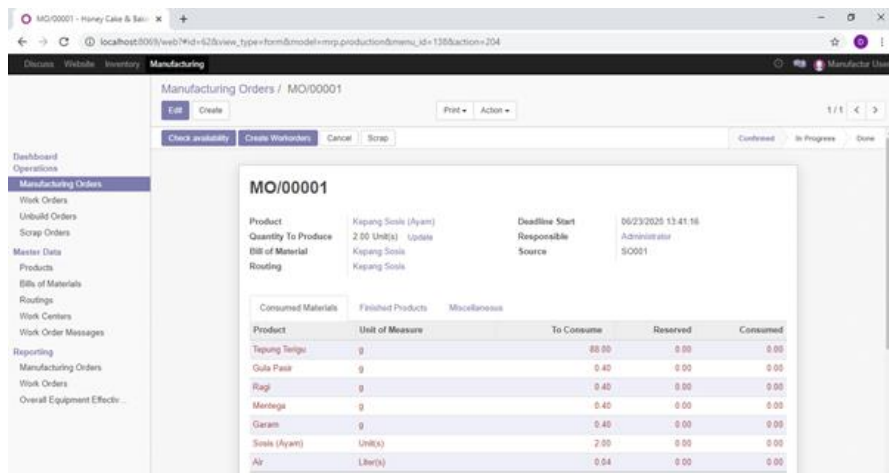 MO/00001 - Honey Cake & Bak
localhost:8069/web?#id=62&view_type=form&model=mrp.production&menu_id=138&action=204
D
Discuss Website Inventory Manufacturing
Manufactur User
Manufacturing Orders / MO/00001
Edit Create Print Action 1 / 1
Check availability Create Workorders Cancel Scrap Confirmed In Progress Done
Dashboard
Operations
Manufacturing Orders
Work Orders
Unbuild Orders
Scrap Orders
Master Data
Products
Bills of Materials
Routings
Work Centers
Work Order Messages
Reporting
Manufacturing Orders
Work Orders
Overall Equipment Effectiv...
MO/00001
Product Kepang Sosis (Ayam) Deadline Start 06/23/2020 13:41:16
Quantity To Produce 2.00 Unit(s) Update Responsible Administrator
Bill of Material Kepang Sosis Source SO001
Routing Kepang Sosis
Consumed Materials Finished Products Miscellaneous
Product Unit of Measure To Consume Reserved Consumed
Tepung Terigu g 88.00 0.00 0.00
Gula Pasir g 0.40 0.00 0.00
Ragi g 0.40 0.00 0.00
Mentega g 0.40 0.00 0.00
Garam g 0.40 0.00 0.00
Sosis (Ayam) Unit(s) 2.00 0.00 0.00
Air Liter(s) 0.04 0.00 0.00